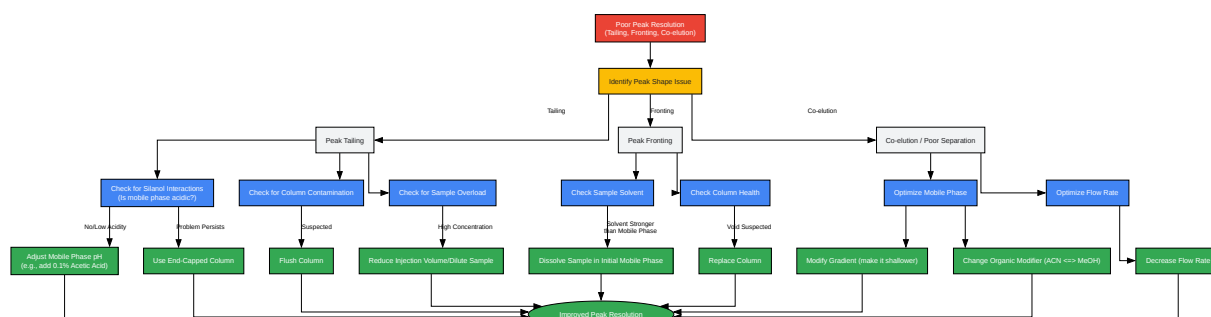 Poor Peak Resolution
(Tailing, Fronting, Co-elution)
Identify Peak Shape Issue
Tailing
Fronting
Co-elution
Peak Tailing
Peak Fronting
Co-elution / Poor Separation
Check for Silanol Interactions
(Is mobile phase acidic?)
Check for Column Contamination
Check for Sample Overload
Check Sample Solvent
Check Column Health
Optimize Mobile Phase
Optimize Flow Rate
No/Low Acidity
Problem Persists
Suspected
High Concentration
Solvent Stronger
than Mobile Phase
Void Suspected
Adjust Mobile Phase pH
(e.g., add 0.1% Acetic Acid)
Use End-Capped Column
Flush Column
Reduce Injection Volume/Dilute Sample
Dissolve Sample in Initial Mobile Phase
Replace Column
Modify Gradient (make it shallower)
Change Organic Modifier (ACN <=> MeOH)
Decrease Flow Rate
Improved Peak Resolution